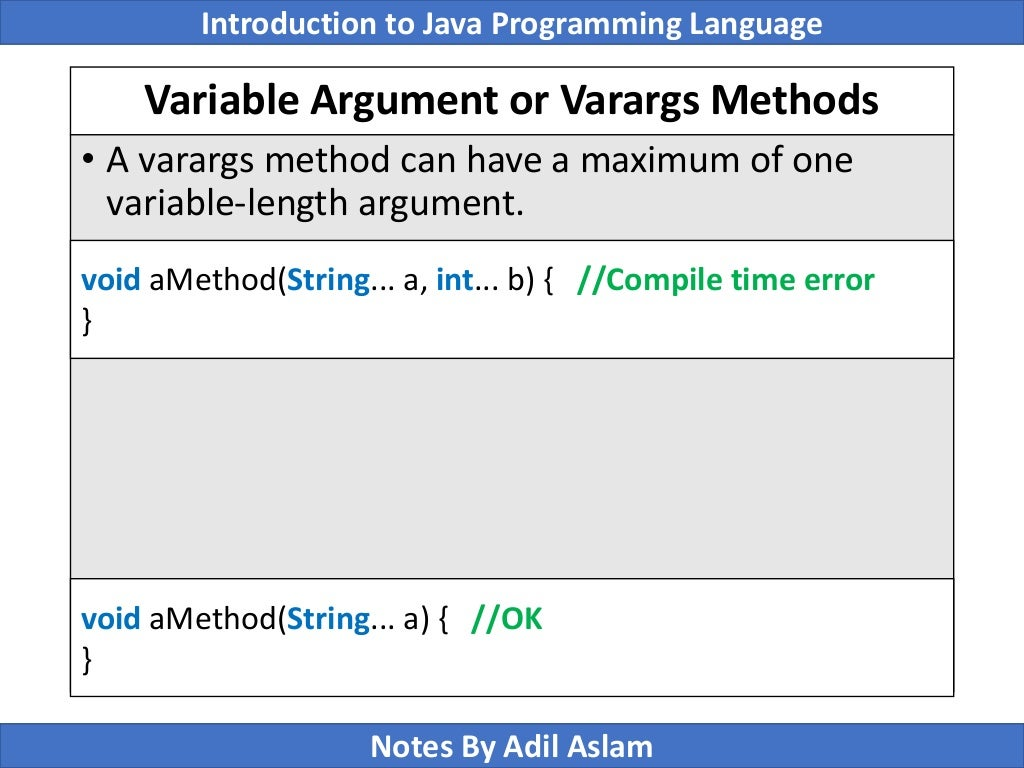 Introduction to Java Programming Language
Variable Argument or Varargs Methods
• A varargs method can have a maximum of one
variable-length argument.
void aMethod(String... a, int... b) { //Compile time error
}
void aMethod(String... a) { //OK
}
Notes By Adil Aslam